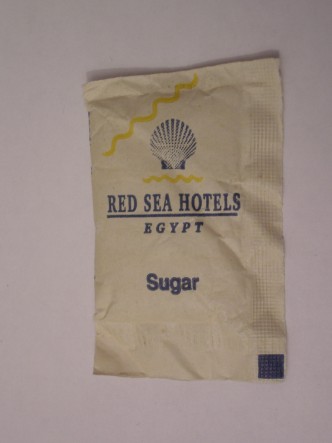 RED SEA HOTELS
EGYPT
Sugar